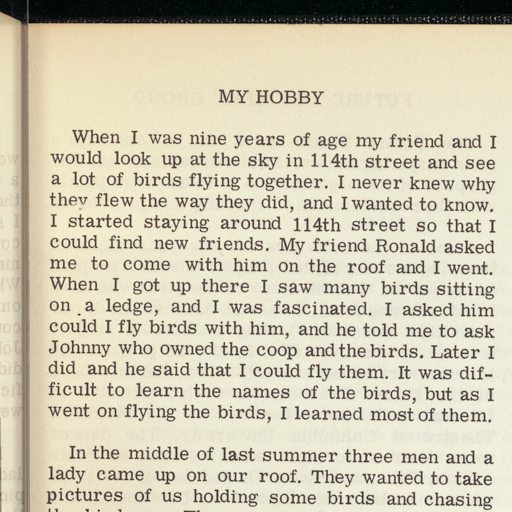 MY HOBBY
When I was nine years of age my friend and I
would look up at the sky in 114th street and see
a lot of birds flying together. I never knew why
they flew the way they did, and I wanted to know.
I started staying around 114th street so that I
could find new friends. My friend Ronald asked
me to come with him on the roof and I went.
When I got up there I saw many birds sitting
on a ledge, and I was fascinated. I asked him
could I fly birds with him, and he told me to ask
Johnny who owned the coop and the birds. Later I
did and he said that I could fly them. It was dif-
ficult to learn the names of the birds, but as I
went on flying the birds, I learned most of them.
In the middle of last summer three men and a
lady came up on our roof. They wanted to take
pictures of us holding some birds and chasing